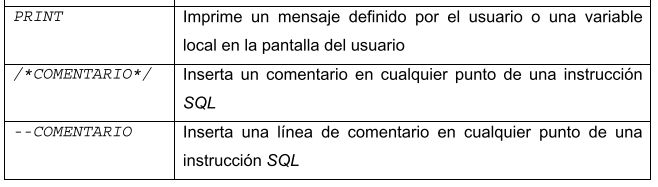 PRINT
Imprime un mensaje definido por el usuario o una variable
local en la pantalla del usuario
/*COMENTARIO*/
Inserta un comentario en cualquier punto de una instrucción
SQL
--COMENTARIO
Inserta una línea de comentario en cualquier punto de una
instrucción SQL